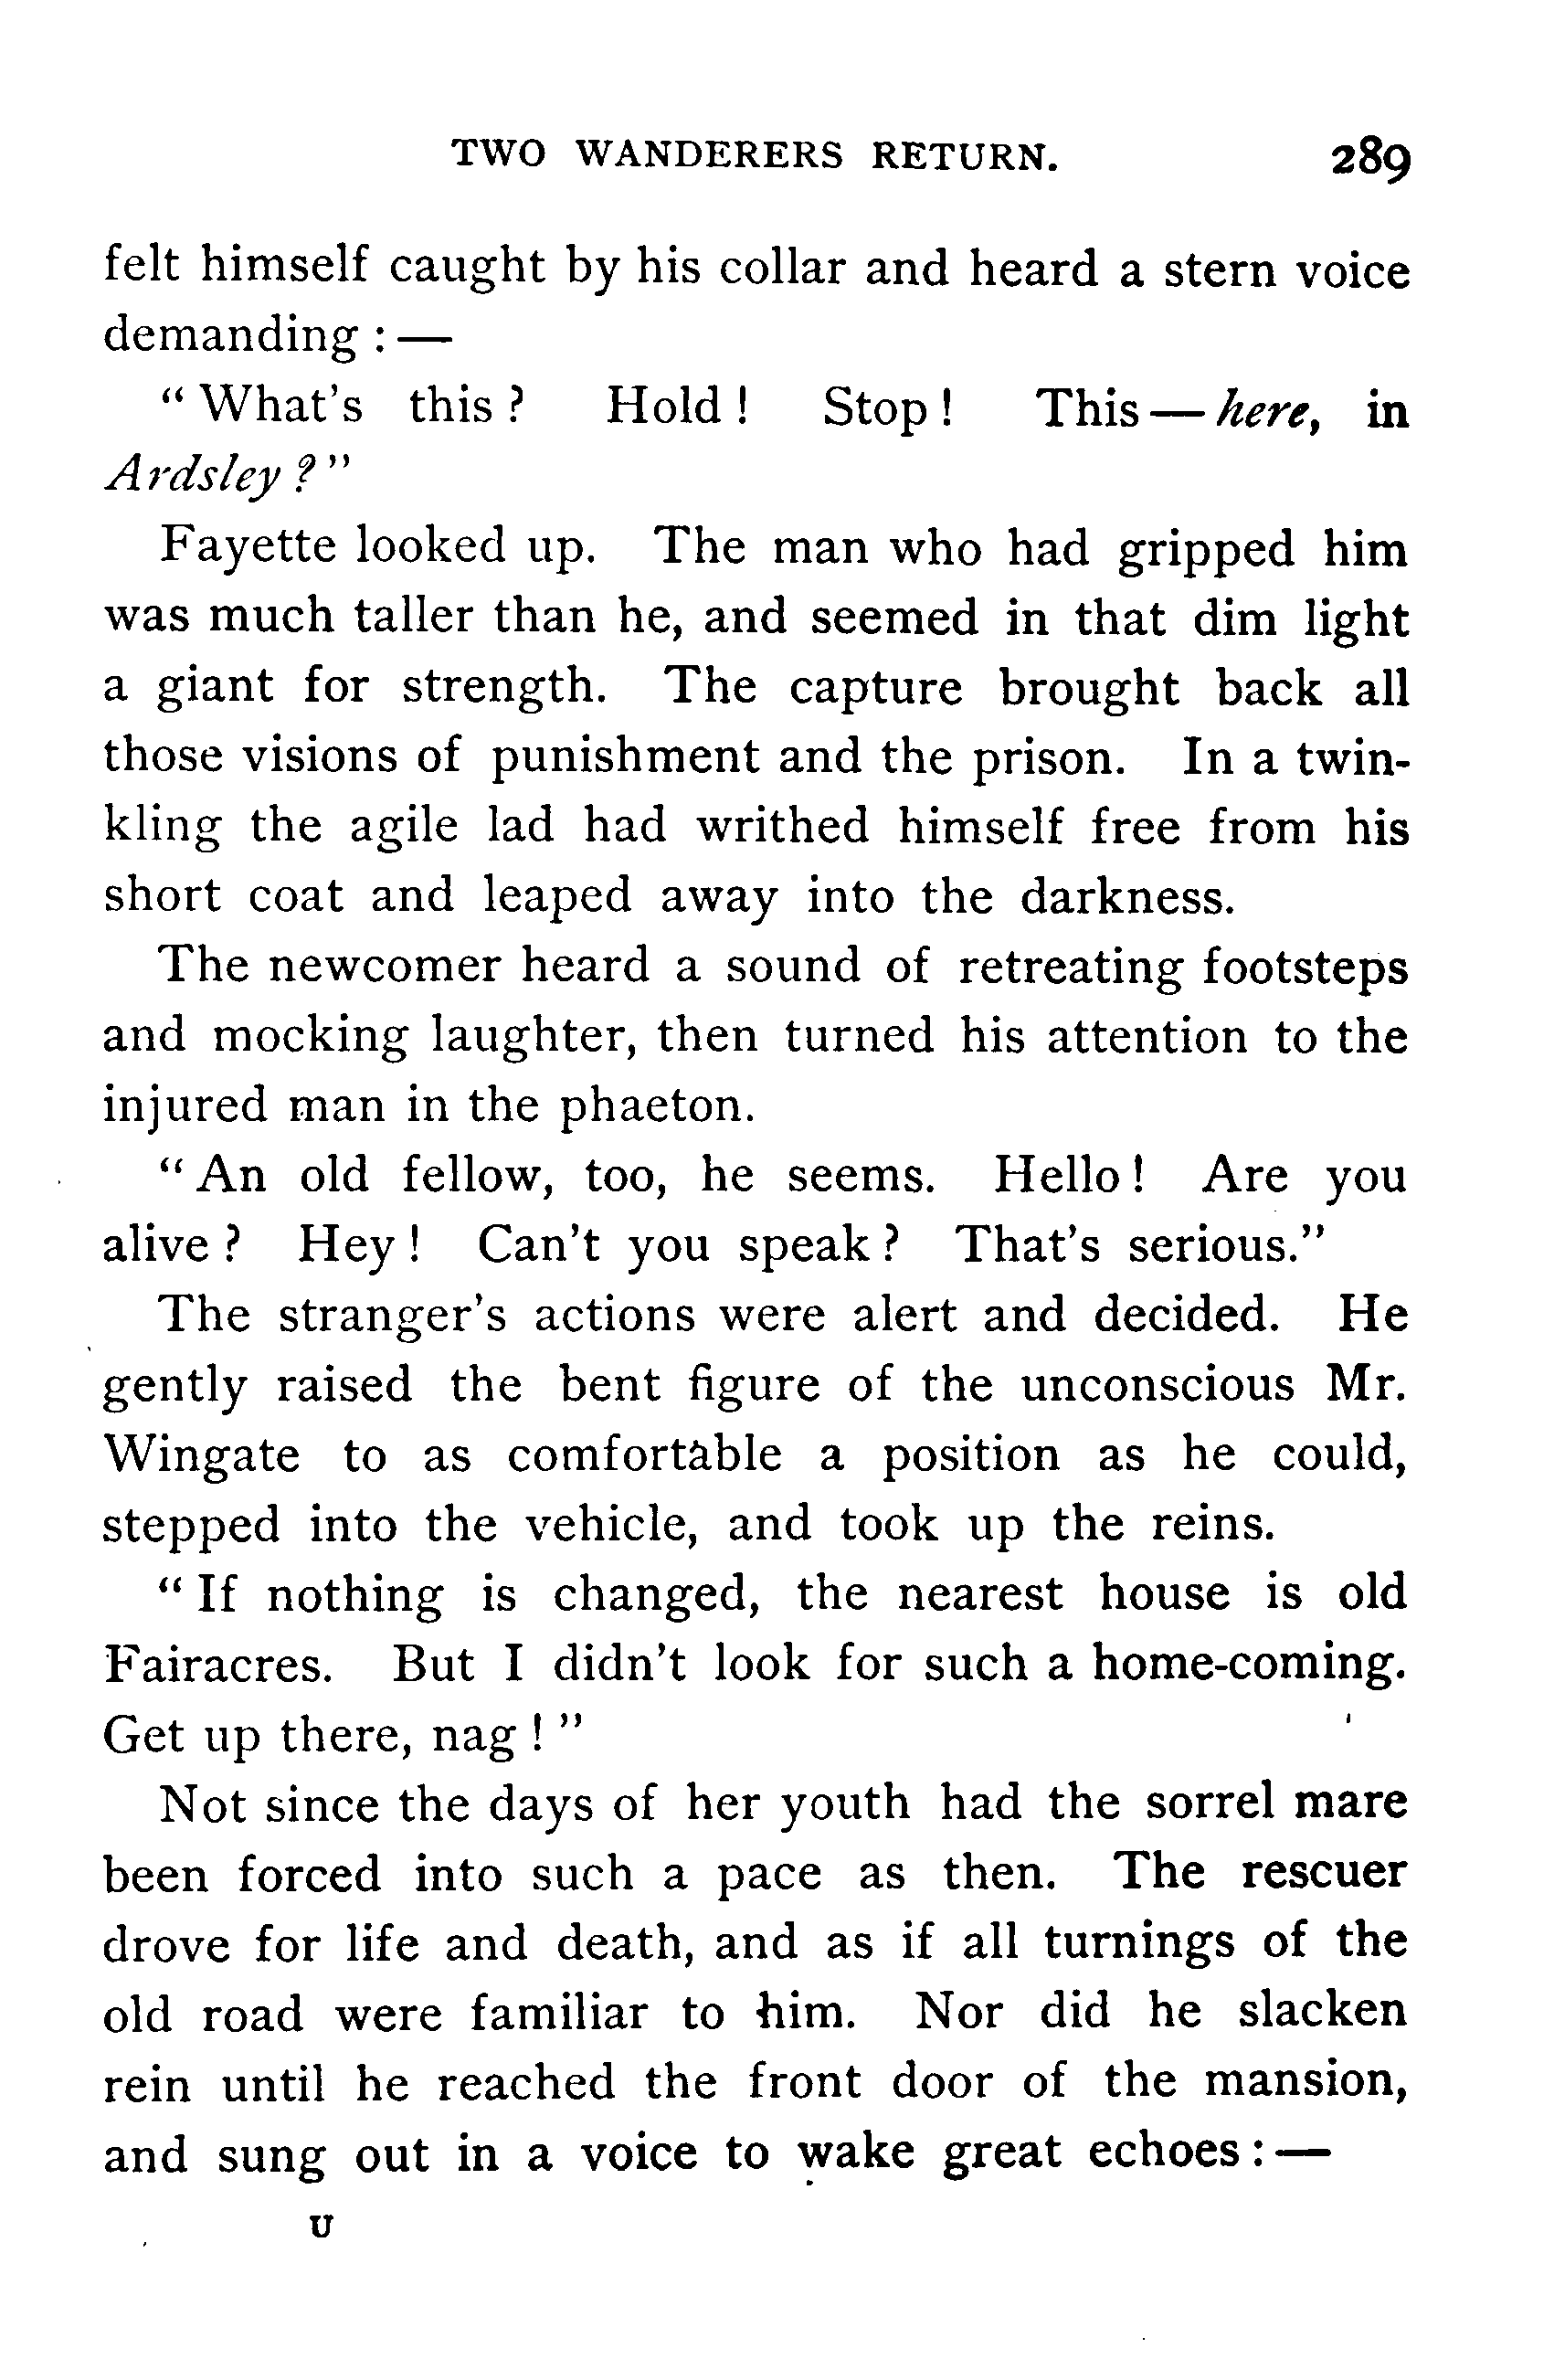 TWO WANDERERS RETURN. 289
felt himself caught by his collar and heard a stern voice
demanding : —
“ What’s this ? Hold ! Stop ! This — here, in
Ardsley ? ”
Fayette looked up. The man who had gripped him
was much taller than he, and seemed in that dim light
a giant for strength. The capture brought back all
those visions of punishment and the prison. In a twin-
kling the agile lad had writhed himself free from his
short coat and leaped away into the darkness.
The newcomer heard a sound of retreating footsteps
and mocking laughter, then turned his attention to the
injured man in the phaeton.
“ An old fellow, too, he seems. Hello ! Are you
alive ? Hey ! Can’t you speak ? That’s serious.”
The stranger’s actions were alert and decided. He
gently raised the bent figure of the unconscious Mr.
Wingate to as comfortable a position as he could,
stepped into the vehicle, and took up the reins.
“ If nothing is changed, the nearest house is old
Fairacres. But I didn’t look for such a home-coming.
Get up there, nag ! ”
Not since the days of her youth had the sorrel mare
been forced into such a pace as then. The rescuer
drove for life and death, and as if all turnings of the
old road were familiar to him. Nor did he slacken
rein until he reached the front door of the mansion,
and sung out in a voice to wake great echoes : —
U